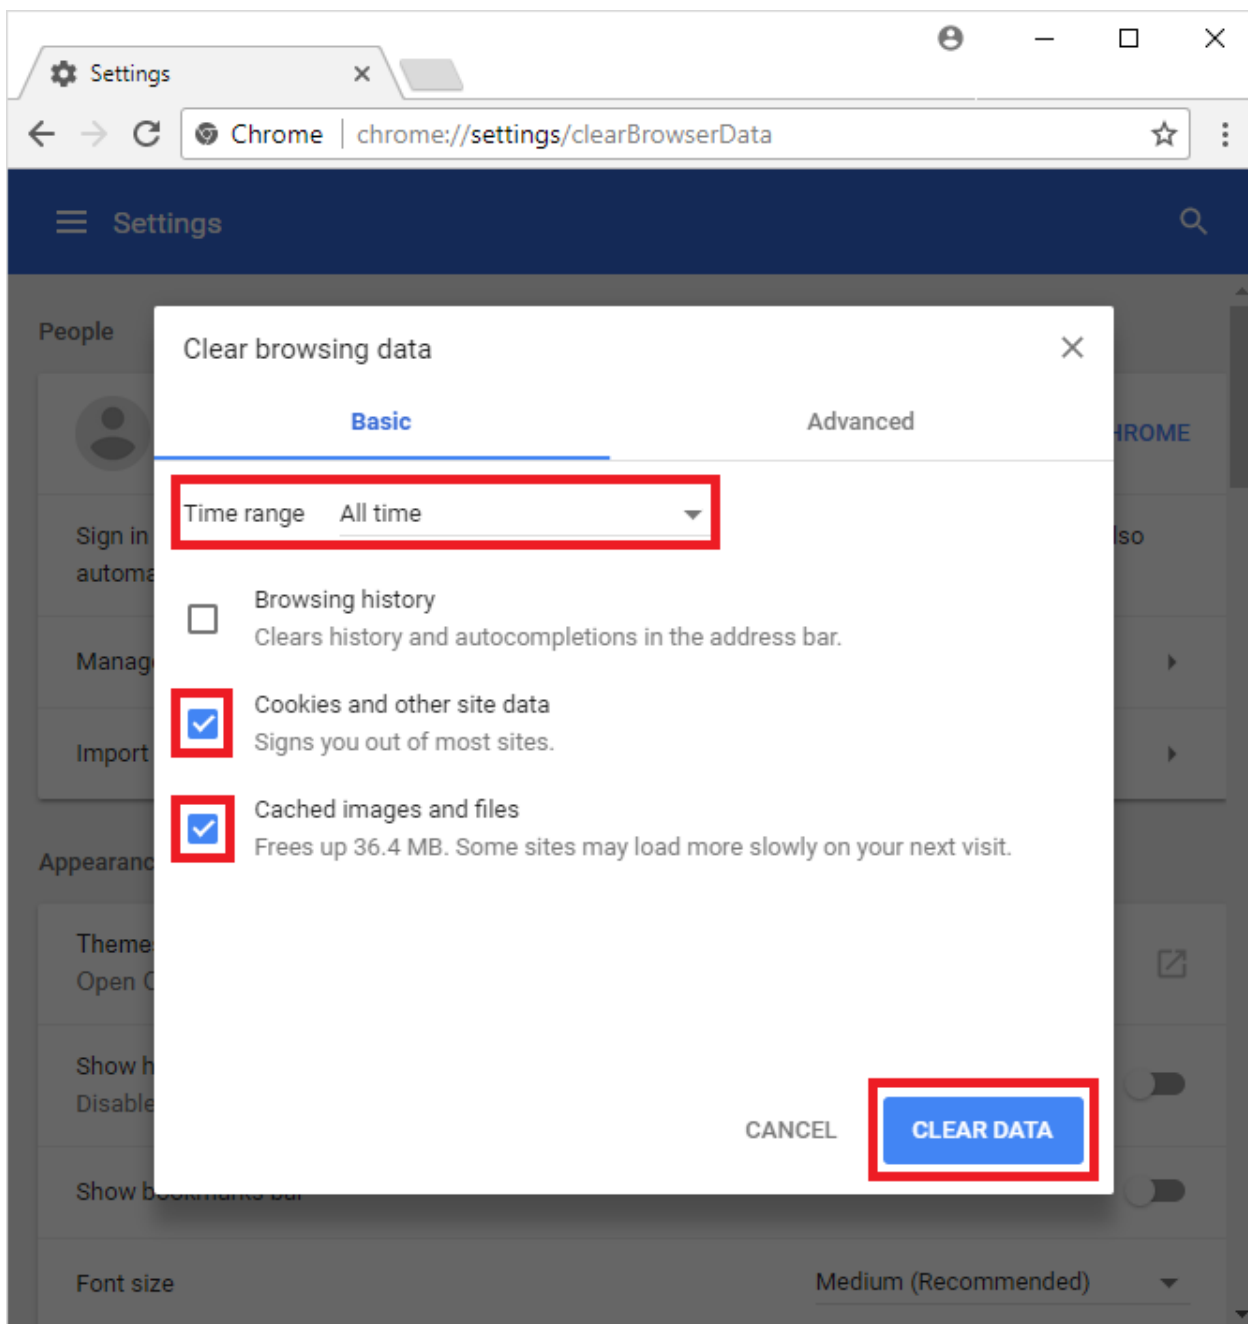 Settings
Chrome
chrome://settings/clearBrowserData
Settings
People
Clear browsing data
Basic
Advanced
HROME
Time range
All time
Sign in
lso
automa
Browsing history
Clears history and autocompletions in the address bar.
Manag
Cookies and other site data
Signs you out of most sites.
Import
Cached images and files
Frees up 36.4 MB. Some sites may load more slowly on your next visit.
Appearanc
Theme
Open
Show h
Disable
CANCEL
CLEAR DATA
Show bookmarks bar
Font size
Medium (Recommended)